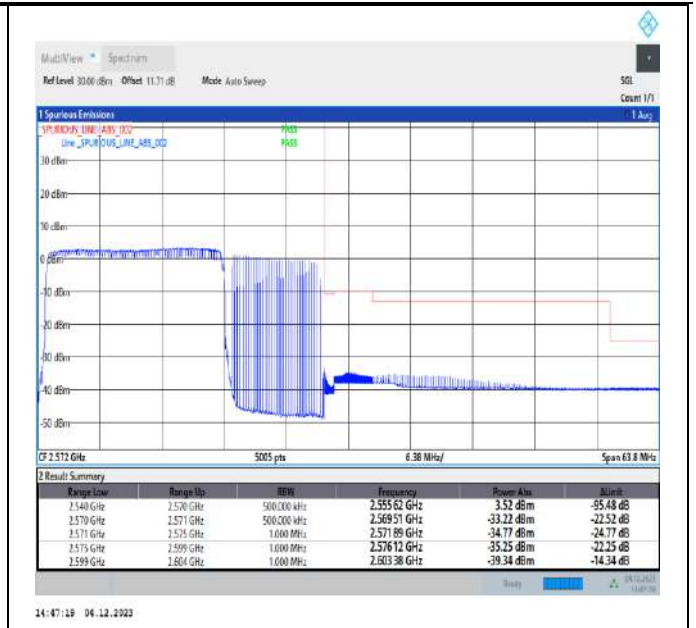 MultiView Spectrum
Ref Level 30.00 dBm Offset 11.71 dB Mode Auto Sweep SGL
Count 1/1
1 Spurious Emissions 1 Avg
SPURIOUS_LINE_ABS_002 PASS
Line _SPURIOUS_LINE_ABS_002 PASS
30 dBm
20 dBm
10 dBm
0 dBm
-10 dBm
-20 dBm
-30 dBm
-40 dBm
-50 dBm
CF 2.572 GHz 5005 pts 6.38 MHz/ Span 63.8 MHz
2 Result Summary
Range Low Range Up RBW Frequency Power Abs ΔLimit
2.540 GHz 2.570 GHz 500.000 kHz 2.555 62 GHz 3.52 dBm -95.48 dB
2.570 GHz 2.571 GHz 500.000 kHz 2.569 51 GHz -33.22 dBm -22.52 dB
2.571 GHz 2.575 GHz 1.000 MHz 2.571 89 GHz -34.77 dBm -24.77 dB
2.575 GHz 2.599 GHz 1.000 MHz 2.576 12 GHz -35.25 dBm -22.25 dB
2.599 GHz 2.604 GHz 1.000 MHz 2.603 38 GHz -39.34 dBm -14.34 dB
Ready 04.12.2023
14:47:19 04.12.2023